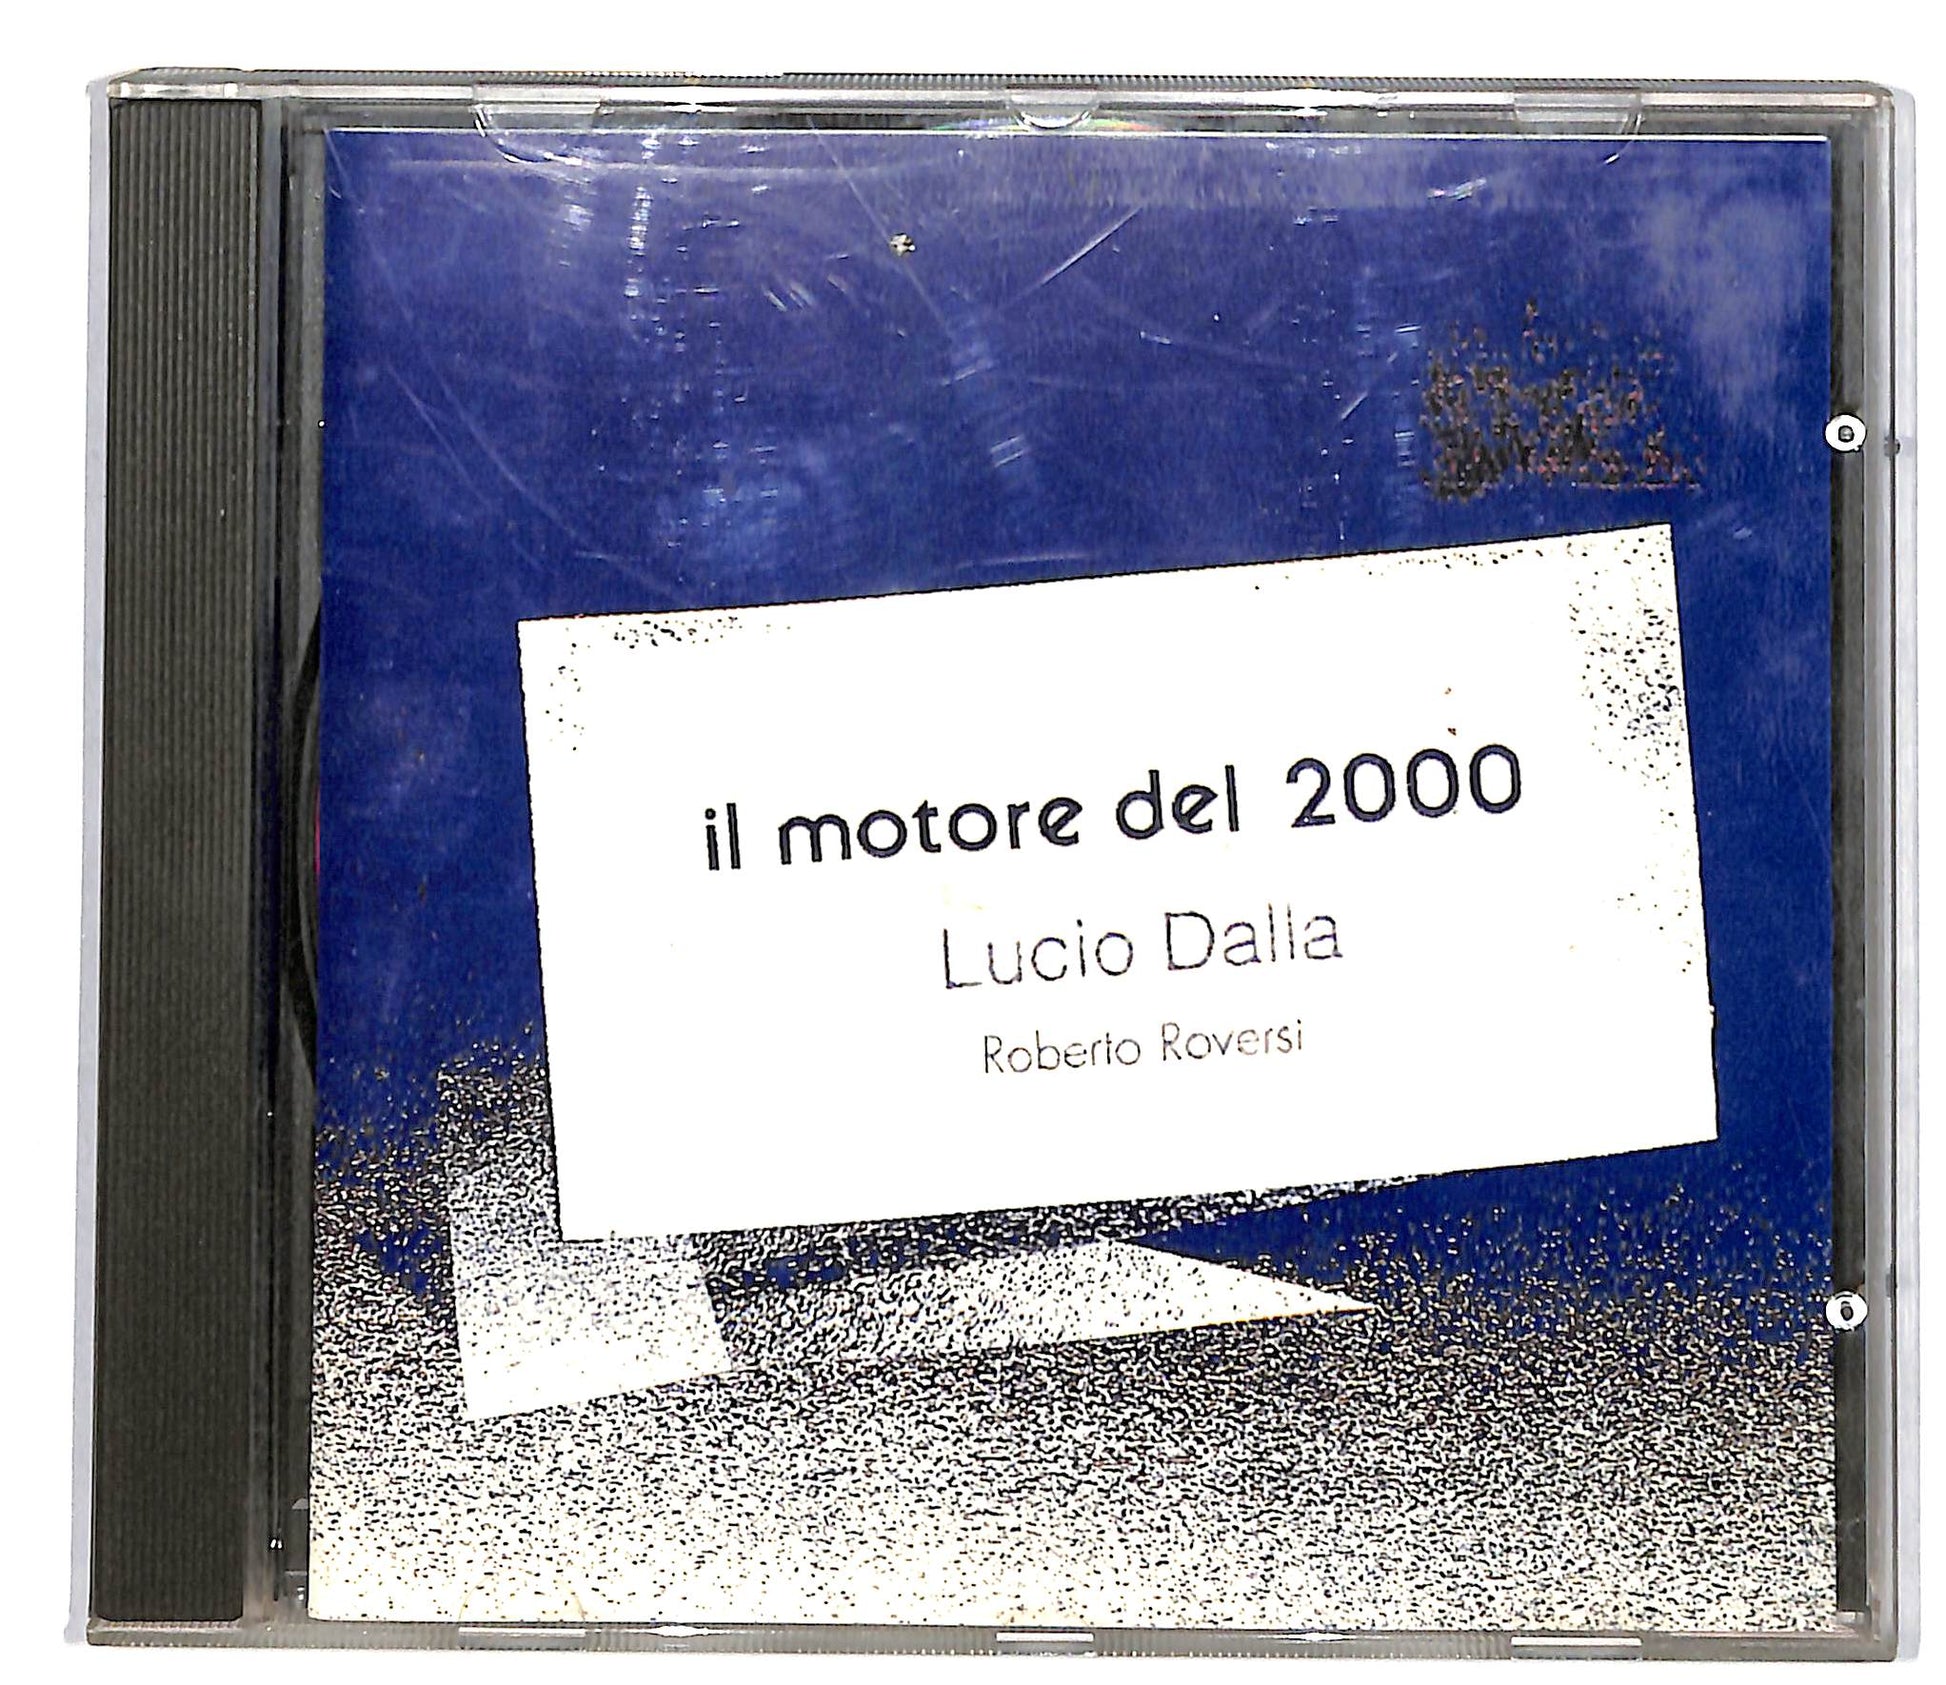 il motore del 2000
Lucio Dalla
Roberto Roversi